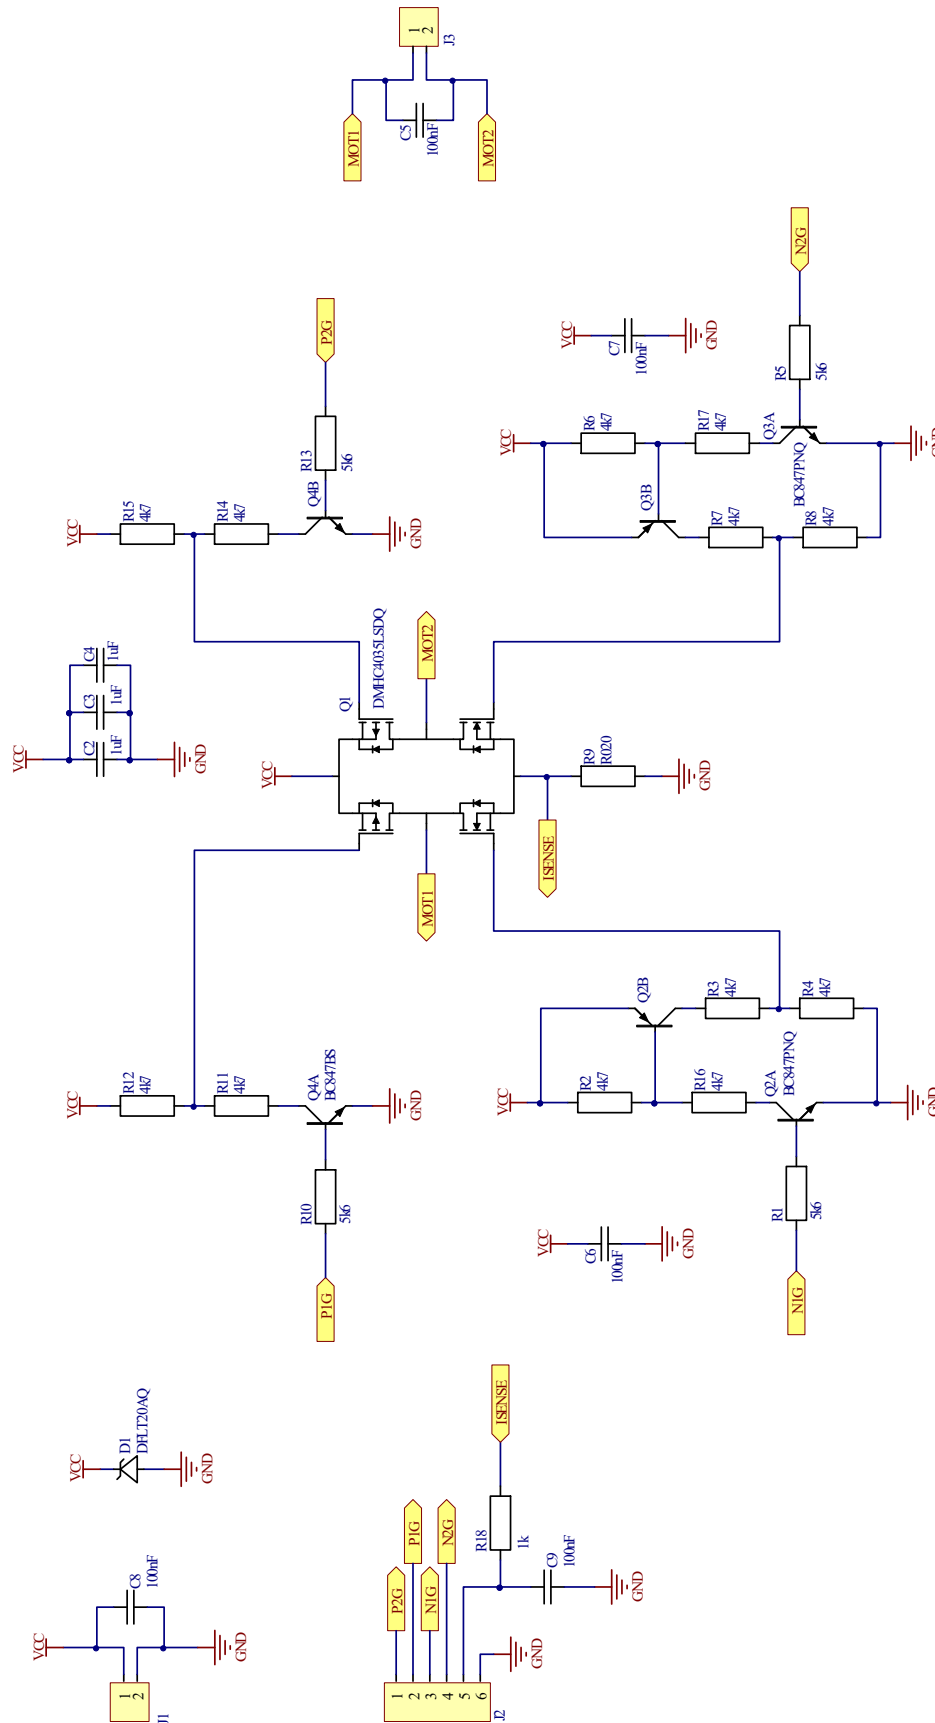 VCC
1
2
J1
C8
100nF
GND
VCC
D1
DFLT20AQ
GND
P2G
P1G
N1G
N2G
1
2
3
4
5
6
J2
GND
R18
1k
C9
100nF
GND
ISENSE
P1G
R10
5k6
VCC
R12
4k7
R11
4k7
Q4A
BC847BS
GND
VCC
C6
100nF
GND
N1G
R1
5k6
VCC
R2
4k7
R16
4k7
Q2A
BC847PNQ
Q2B
R3
4k7
R4
4k7
GND
VCC
C2
1uF
C3
1uF
C4
1uF
GND
VCC
Q1
DMHC4035LSDQ
MOT1
MOT2
ISENSE
R9
R020
GND
VCC
R15
4k7
R14
4k7
Q4B
GND
R13
5k6
P2G
VCC
R6
4k7
R17
4k7
Q3A
BC847PNQ
Q3B
R7
4k7
R8
4k7
GND
VCC
C7
100nF
GND
R5
5k6
N2G
MOT1
C5
100nF
MOT2
1
2
J3